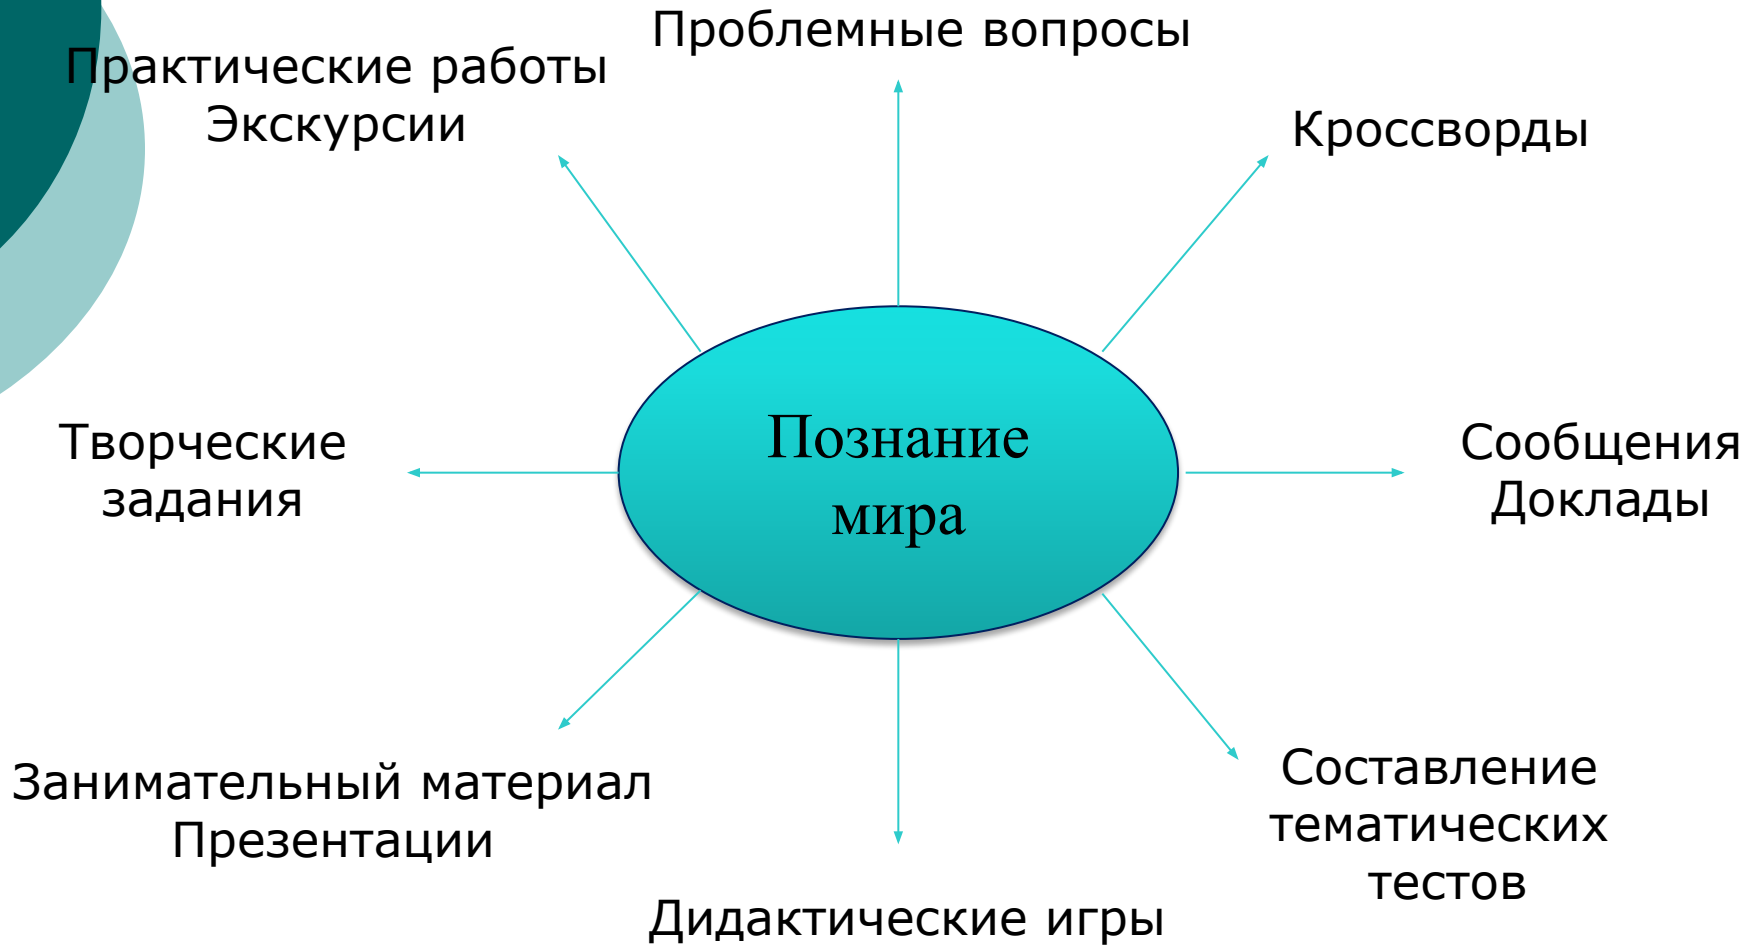 Проблемные вопросы
Практические работы
Экскурсии
Кроссворды
Творческие
задания
Познание
мира
Сообщения
Доклады
Занимательный материал
Презентации
Составление
тематических
тестов
Дидактические игры